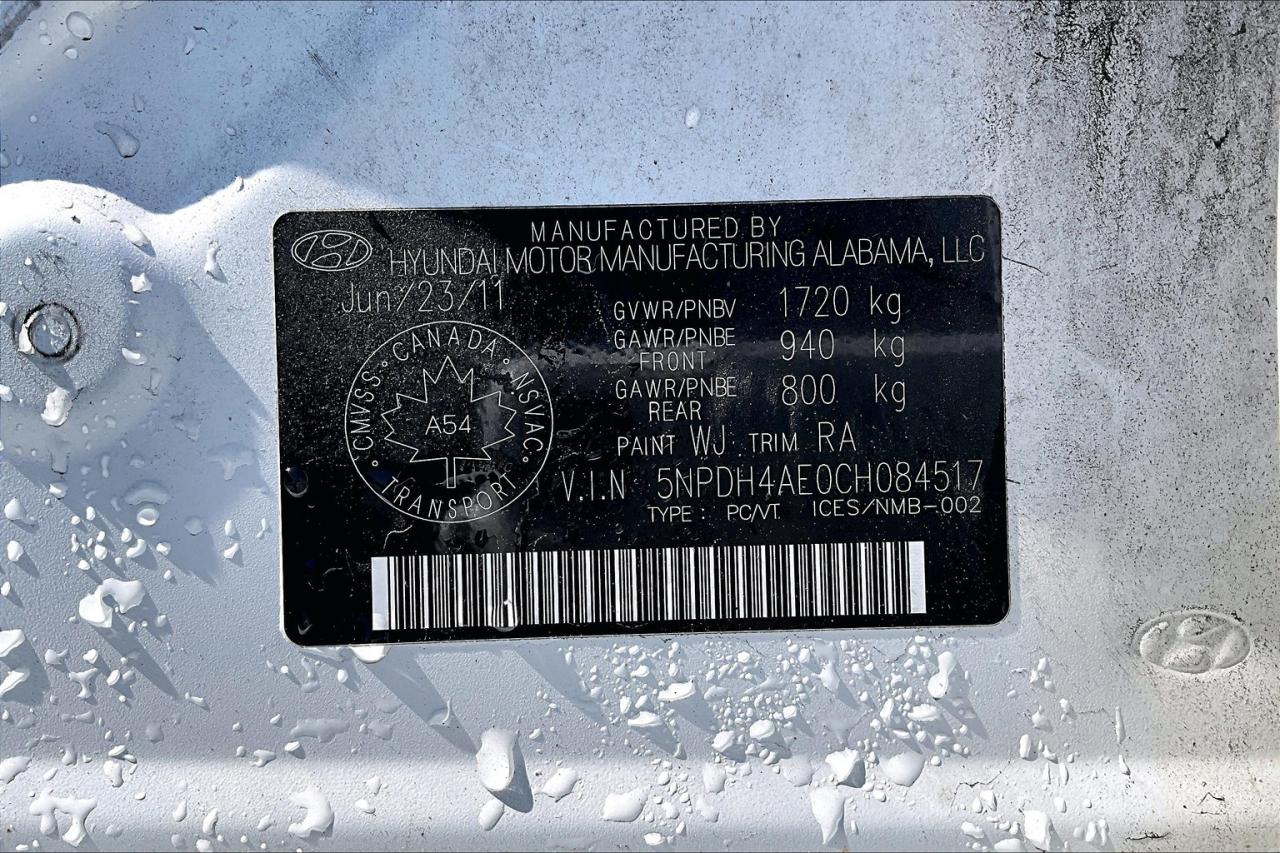 MANUFACTURED BY
HYUNDAI MOTOR MANUFACTURING ALABAMA, LLC
Jun/23/11
GVWR/PNBV 1720 kg
GAWR/PNBE FRONT 940 kg
GAWR/PNBE REAR 800 kg
PAINT WJ TRIM RA
V.I.N 5NPDH4AE0CH084517
TYPE : PC/VT ICES/NMB-002
CANADA · NSVAC · TRANSPORT · CMVSS ·
A54